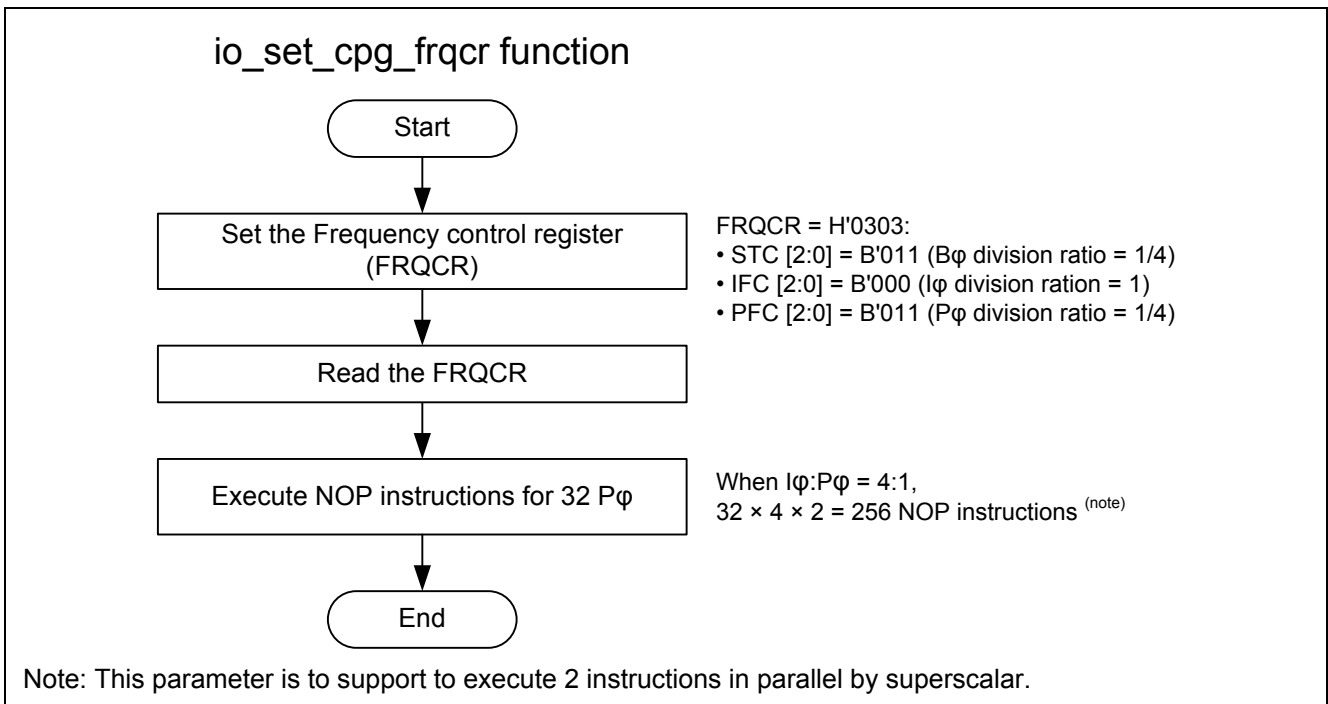 io_set_cpg_frqcr function
Start
Set the Frequency control register
(FRQCR)
FRQCR = H'0303:
• STC [2:0] = B'011 (Bφ division ratio = 1/4)
• IFC [2:0] = B'000 (Iφ division ration = 1)
• PFC [2:0] = B'011 (Pφ division ratio = 1/4)
Read the FRQCR
Execute NOP instructions for 32 Pφ
When Iφ:Pφ = 4:1,
32 × 4 × 2 = 256 NOP instructions (note)
End
Note: This parameter is to support to execute 2 instructions in parallel by superscalar.